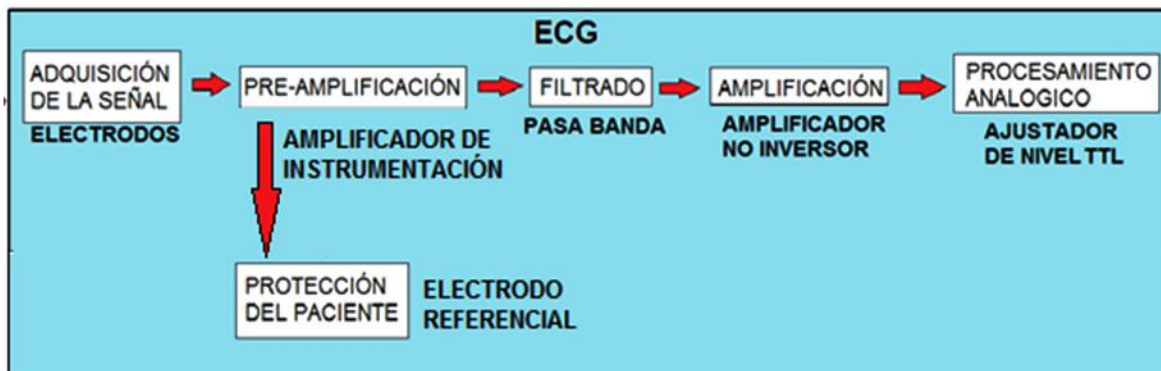 ECG
ADQUISICIÓN
DE LA SEÑAL
ELECTRODOS
PRE-AMPLIFICACIÓN
AMPLIFICADOR DE
INSTRUMENTACIÓN
FILTRADO
PASA BANDA
AMPLIFICACIÓN
AMPLIFICADOR
NO INVERSOR
PROCESAMIENTO
ANALOGICO
AJUSTADOR
DE NIVEL TTL
PROTECCIÓN
DEL PACIENTE
ELECTRODO
REFERENCIAL